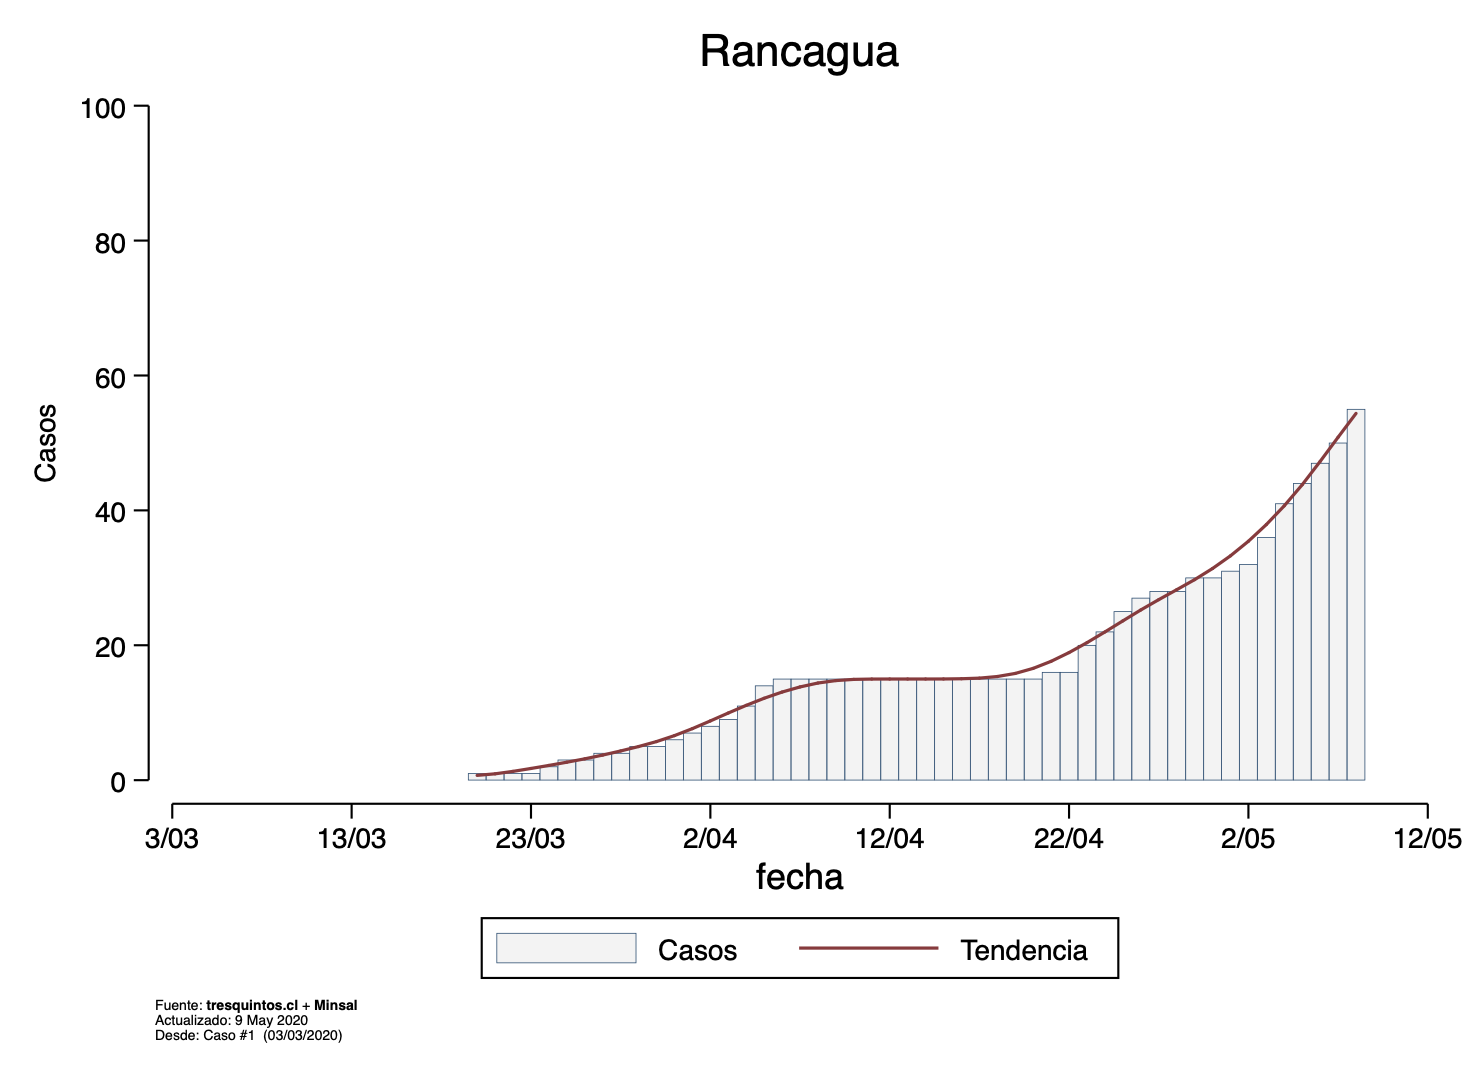 Rancagua
100
80
60
40
20
0
Casos
3/03 13/03 23/03 2/04 12/04 22/04 2/05 12/05
fecha
Casos Tendencia
Fuente: tresquintos.cl + Minsal
Actualizado: 9 May 2020
Desde: Caso #1 (03/03/2020)